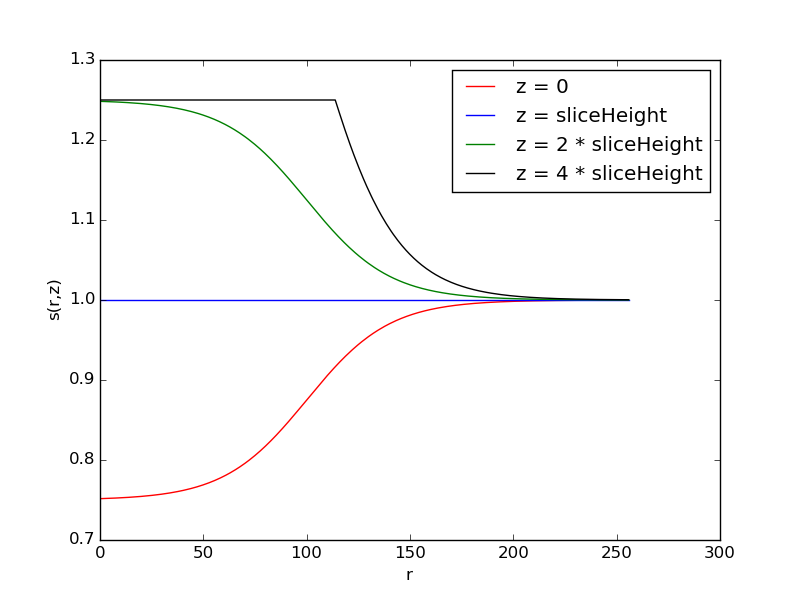 1.3
1.2
1.1
1.0
0.9
0.8
0.7
s(r,z)
z = 0
z = sliceHeight
z = 2 * sliceHeight
z = 4 * sliceHeight
0 50 100 150 200 250 300
r